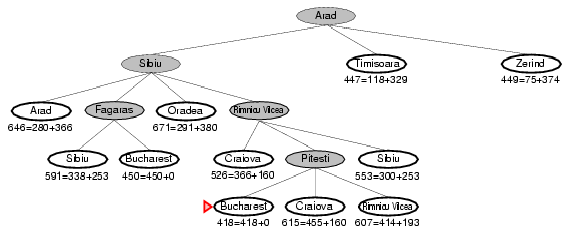 Arad
Sibiu Timisoara Zerind
447=118+329 449=75+374
Arad Fagaras Oradea Rimnicu Vilcea
646=280+366 671=291+380
Sibiu Bucharest Craiova Pitesti Sibiu
591=338+253 450=450+0 526=366+160 553=300+253
Bucharest Craiova Rimnicu Vilcea
418=418+0 615=455+160 607=414+193